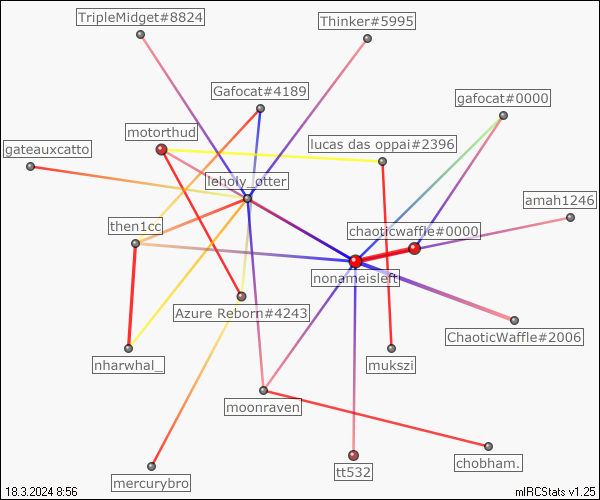 TripleMidget#8824
Thinker#5995
Gafocat#4189
gafocat#0000
motorthud
lucas das oppai#2396
gateauxcatto
amah1246
then1cc
chaoticwaffle#0000
nonameisleft
Azure Reborn#4243
ChaoticWaffle#2006
nharwhal_
mukszi
moonraven
tt532
chobham.
mercurybro
18.3.2024 8:56
mIRCStats v1.25